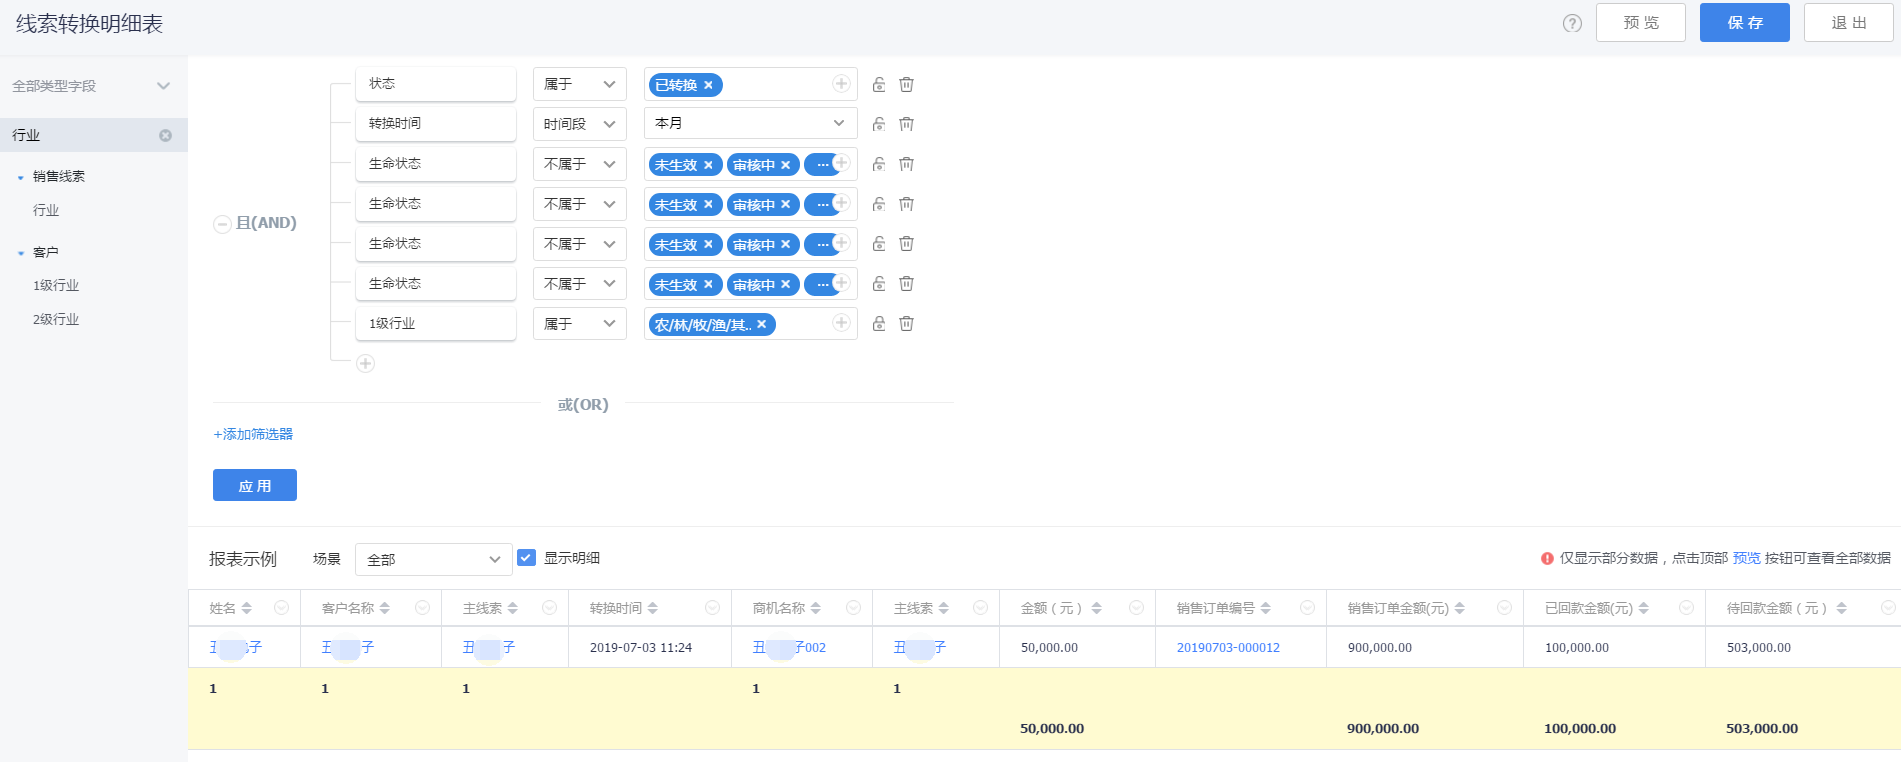 线索转换明细表
预 览
保 存
退 出
全部类型字段
行业
销售线索
行业
客户
1级行业
2级行业
且(AND)
状态 属于 已转换
转换时间 时间段 本月
生命状态 不属于 未生效 审核中 ...
生命状态 不属于 未生效 审核中 ...
生命状态 不属于 未生效 审核中 ...
生命状态 不属于 未生效 审核中 ...
1级行业 属于 农/林/牧/渔/其..
或(OR)
+添加筛选器
应 用
报表示例 场景 全部 显示明细
仅显示部分数据，点击顶部 预览 按钮可查看全部数据
姓名 客户名称 主线索 转换时间 商机名称 主线索 金额（元） 销售订单编号 销售订单金额(元) 已回款金额(元) 待回款金额（元）
丑 子 丑 子 丑 子 2019-07-03 11:24 丑 子002 丑 子 50,000.00 20190703-000012 900,000.00 100,000.00 503,000.00
1 1 1 1 1
50,000.00 900,000.00 100,000.00 503,000.00